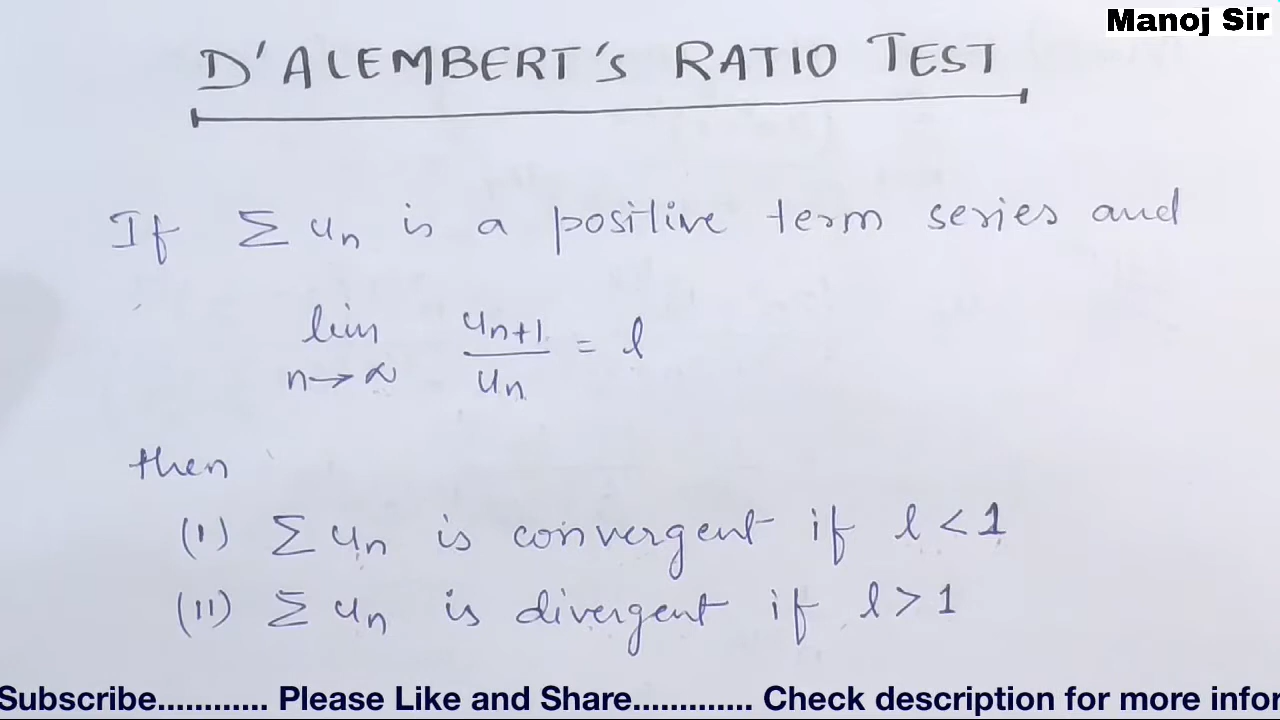 Manoj Sir
D'ALEMBERT'S RATIO TEST
If Σ uₙ is a positive term series and
lim n→∞ uₙ₊₁/uₙ = l
then
(I) Σ uₙ is convergent if l < 1
(II) Σ uₙ is divergent if l > 1
Subscribe............ Please Like and Share............. Check description for more infor